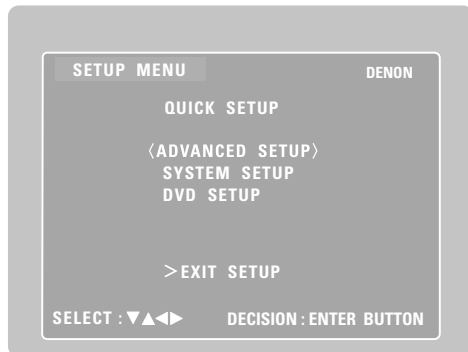 SETUP MENU DENON
QUICK SETUP
〈ADVANCED SETUP〉
SYSTEM SETUP
DVD SETUP
>EXIT SETUP
SELECT : ▼▲◀▶ DECISION : ENTER BUTTON